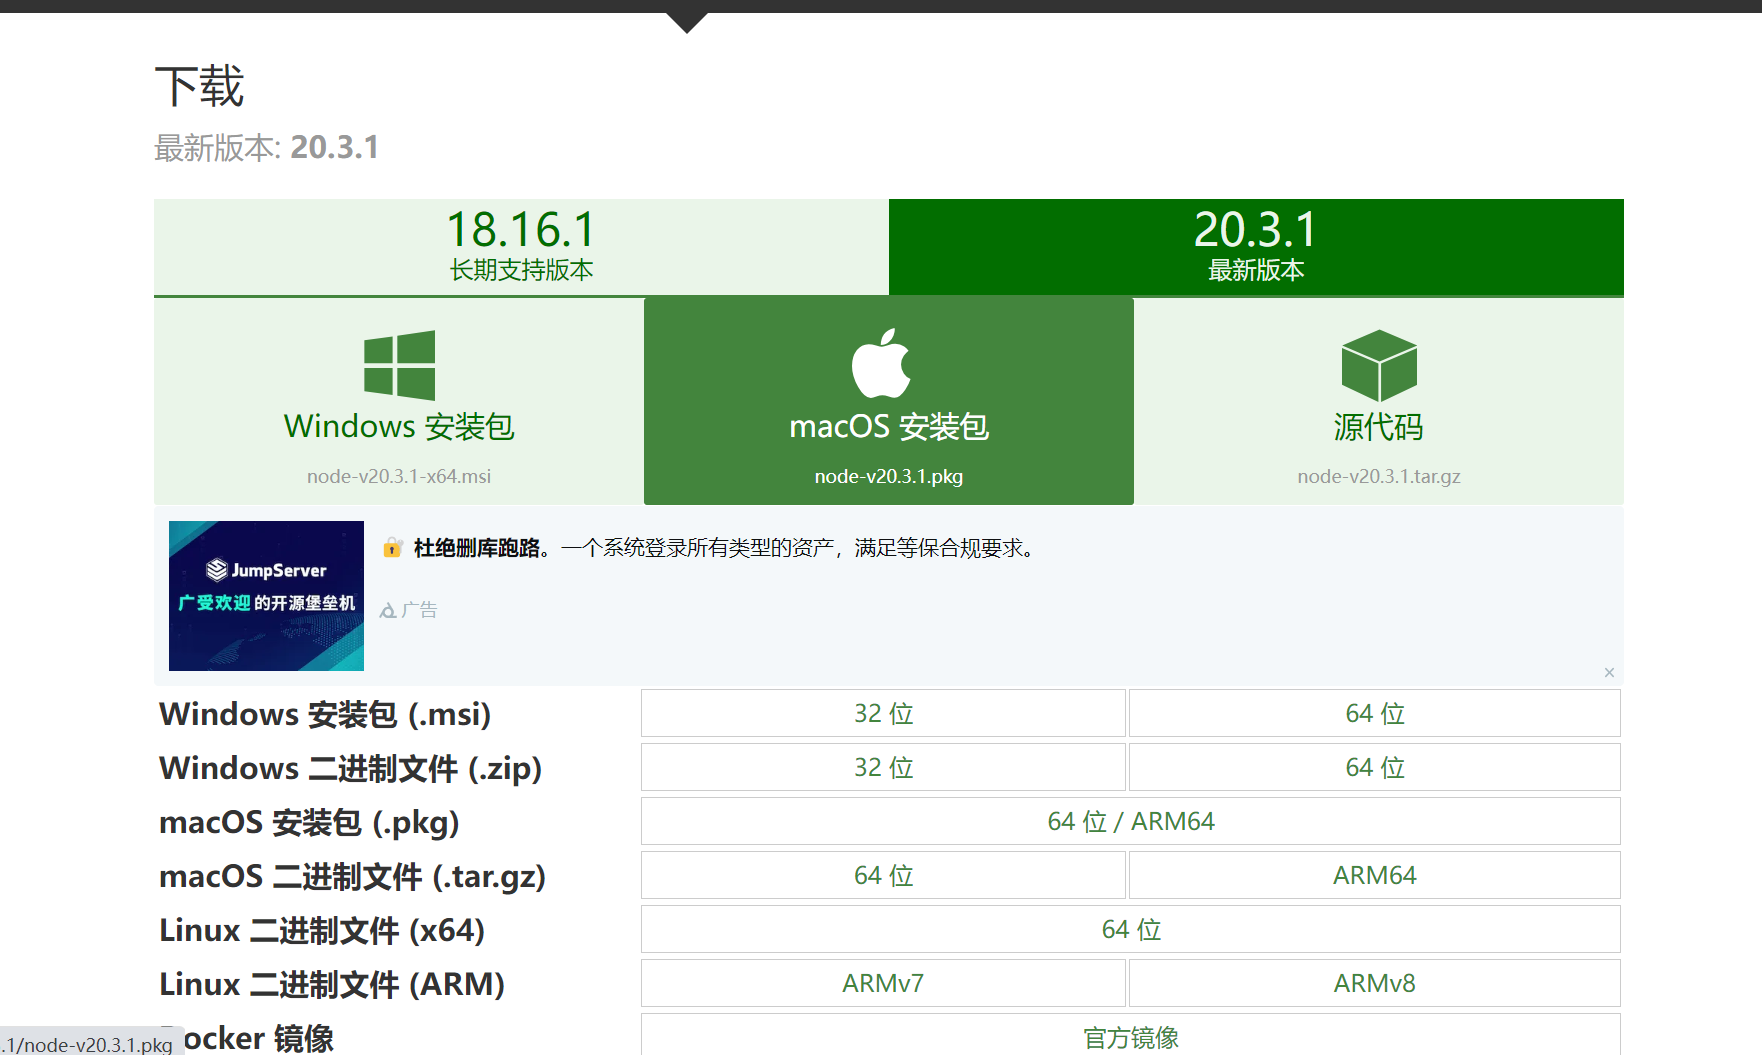 下载
最新版本: 20.3.1
18.16.1
长期支持版本
20.3.1
最新版本
Windows 安装包
node-v20.3.1-x64.msi
macOS 安装包
node-v20.3.1.pkg
源代码
node-v20.3.1.tar.gz
JumpServer
广受欢迎的开源堡垒机
杜绝删库跑路。一个系统登录所有类型的资产，满足等保合规要求。
广告
×
Windows 安装包 (.msi)
32 位
64 位
Windows 二进制文件 (.zip)
32 位
64 位
macOS 安装包 (.pkg)
64 位 / ARM64
macOS 二进制文件 (.tar.gz)
64 位
ARM64
Linux 二进制文件 (x64)
64 位
Linux 二进制文件 (ARM)
ARMv7
ARMv8
ocker 镜像
官方镜像
.1/node-v20.3.1.pkg